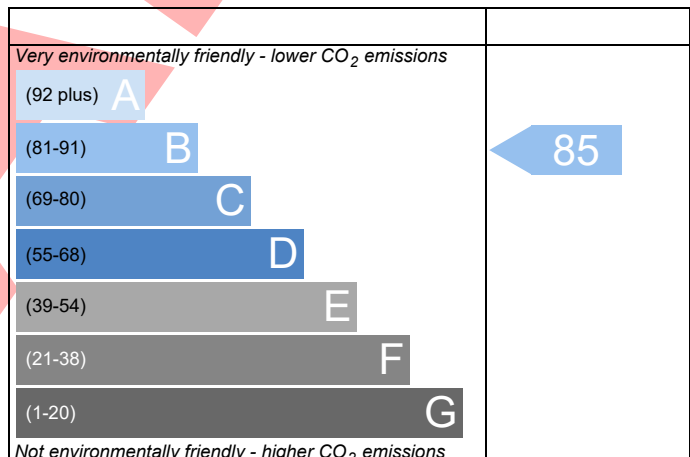 Very environmentally friendly - lower CO2 emissions
(92 plus) A
(81-91) B
85
(69-80) C
(55-68) D
(39-54) E
(21-38) F
(1-20) G
Not environmentally friendly - higher CO2 emissions